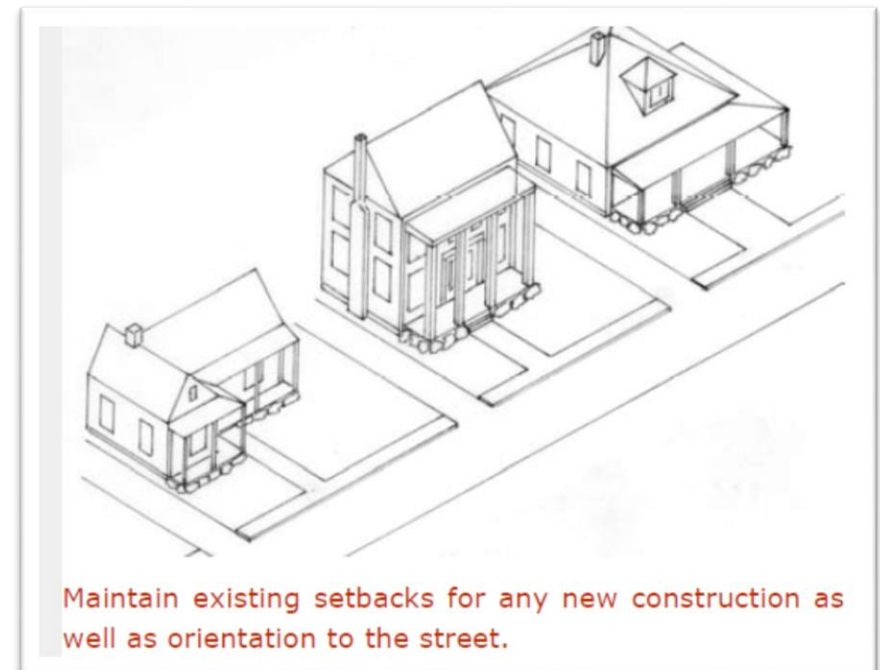 Maintain existing setbacks for any new construction as
well as orientation to the street.